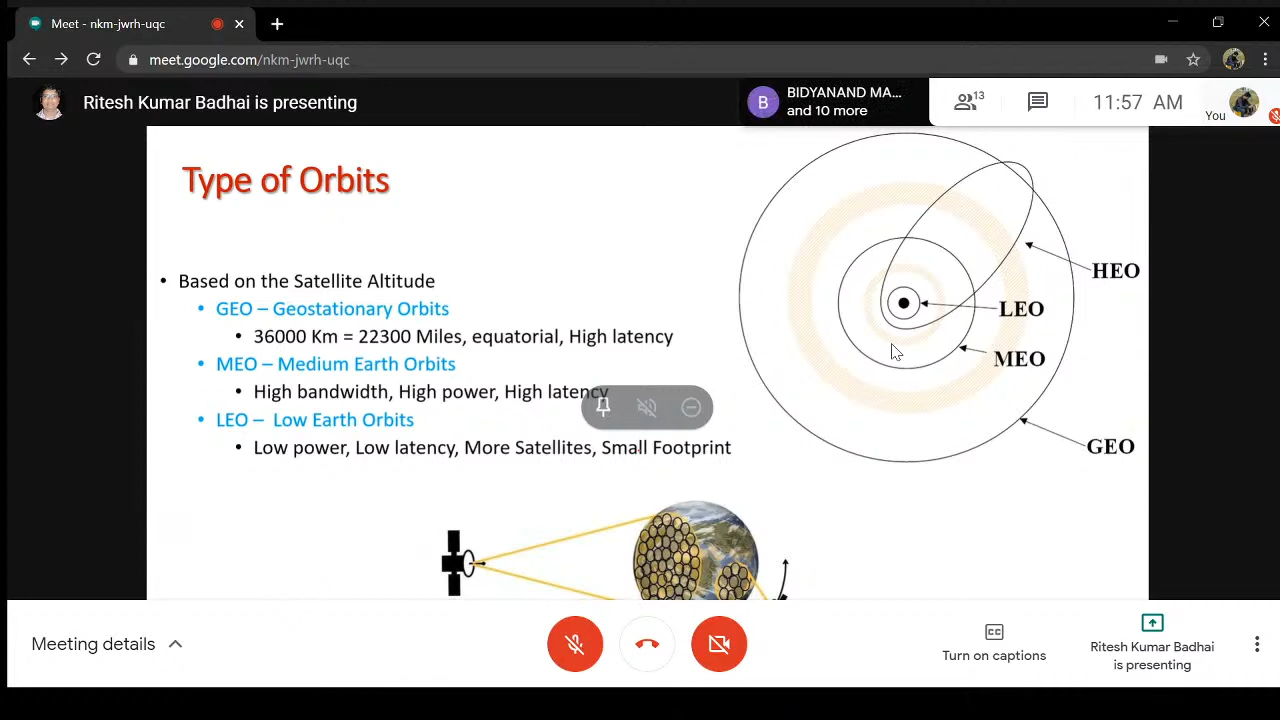 Meet - nkm-jwrh-uqc
meet.google.com/nkm-jwrh-uqc
Ritesh Kumar Badhai is presenting
B
BIDYANAND MA...
and 10 more
13
11:57 AM
You
Type of Orbits
• Based on the Satellite Altitude
• GEO – Geostationary Orbits
• 36000 Km = 22300 Miles, equatorial, High latency
• MEO – Medium Earth Orbits
• High bandwidth, High power, High latency
• LEO – Low Earth Orbits
• Low power, Low latency, More Satellites, Small Footprint
HEO
LEO
MEO
GEO
Meeting details
CC
Turn on captions
Ritesh Kumar Badhai
is presenting